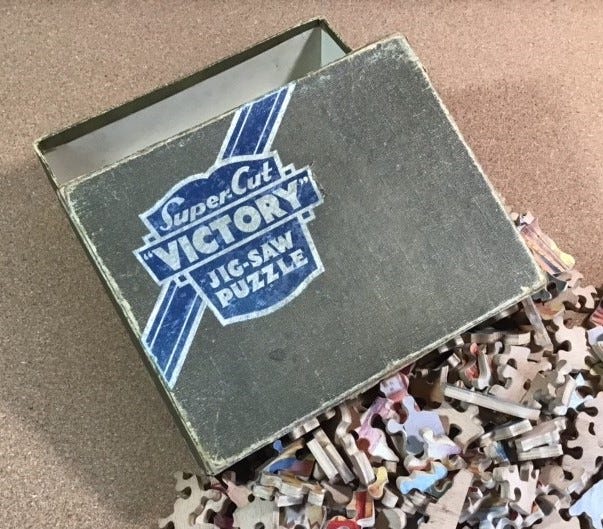 Super-Cut
"VICTORY"
JIG-SAW
PUZZLE